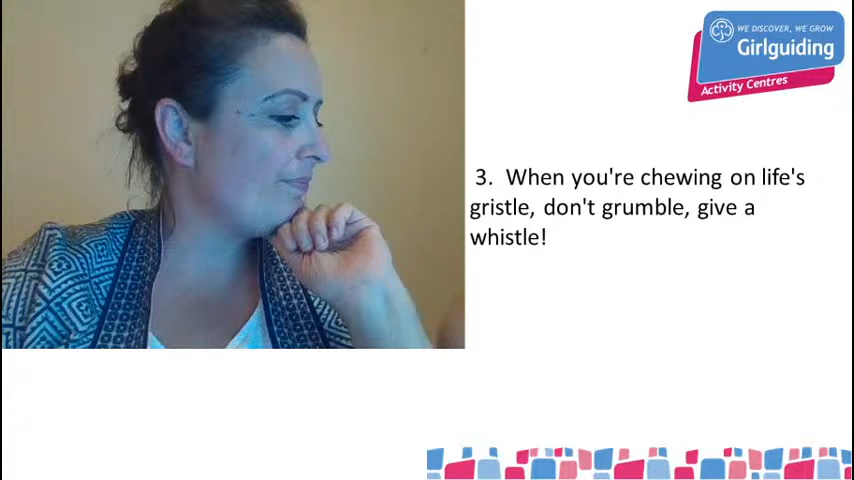 WE DISCOVER, WE GROW
Girlguiding
Activity Centres
3. When you're chewing on life's
gristle, don't grumble, give a
whistle!